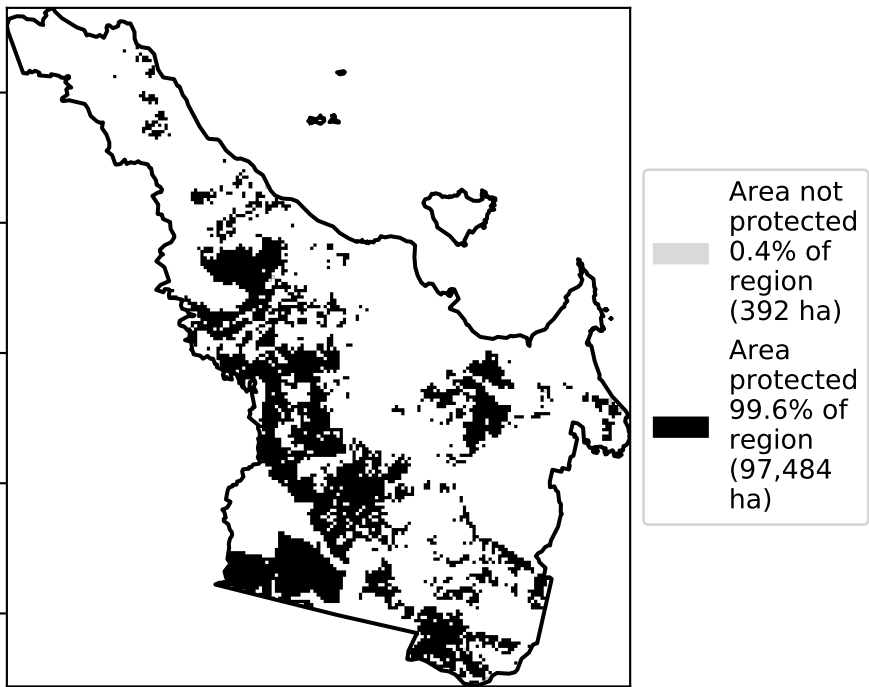 Area not
protected
0.4% of
region
(392 ha)
Area
protected
99.6% of
region
(97,484
ha)